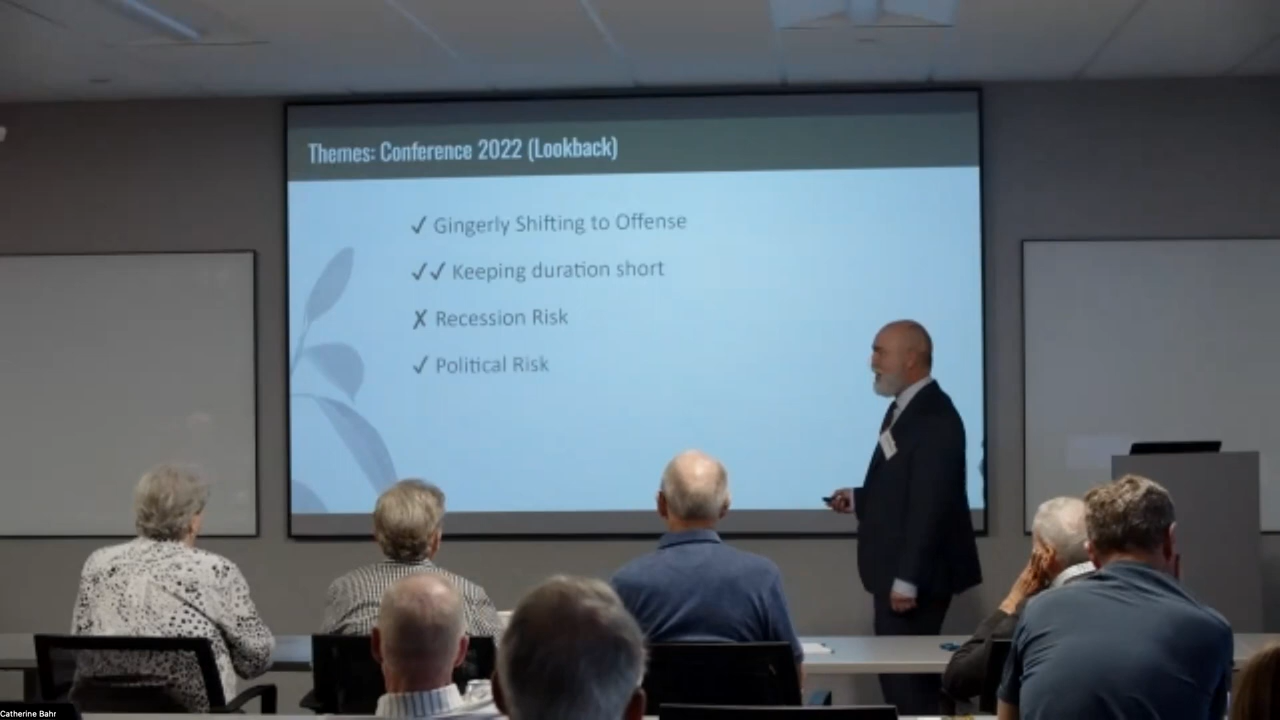 Themes: Conference 2022 (Lookback)
✓ Gingerly Shifting to Offense
✓✓ Keeping duration short
✗ Recession Risk
✓ Political Risk
Catherine Bahr